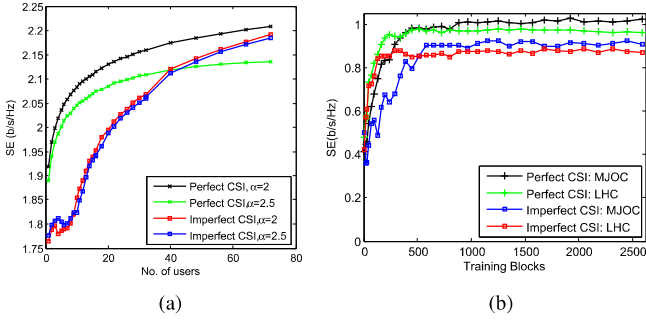 2.25
2.2
2.15
2.1
2.05
2
1.95
1.9
1.85
1.8
1.75
SE (b/s/Hz)
0 20 40 60 80
No. of users
Perfect CSI, α=2
Perfect CSI,α=2.5
Imperfect CSI,α=2
Imperfect CSI,α=2.5
(a)
1
0.8
0.6
0.4
0.2
0
SE(b/s/Hz)
0 500 1000 1500 2000 2500
Training Blocks
Perfect CSI: MJOC
Perfect CSI: LHC
Imperfect CSI: MJOC
Imperfect CSI: LHC
(b)